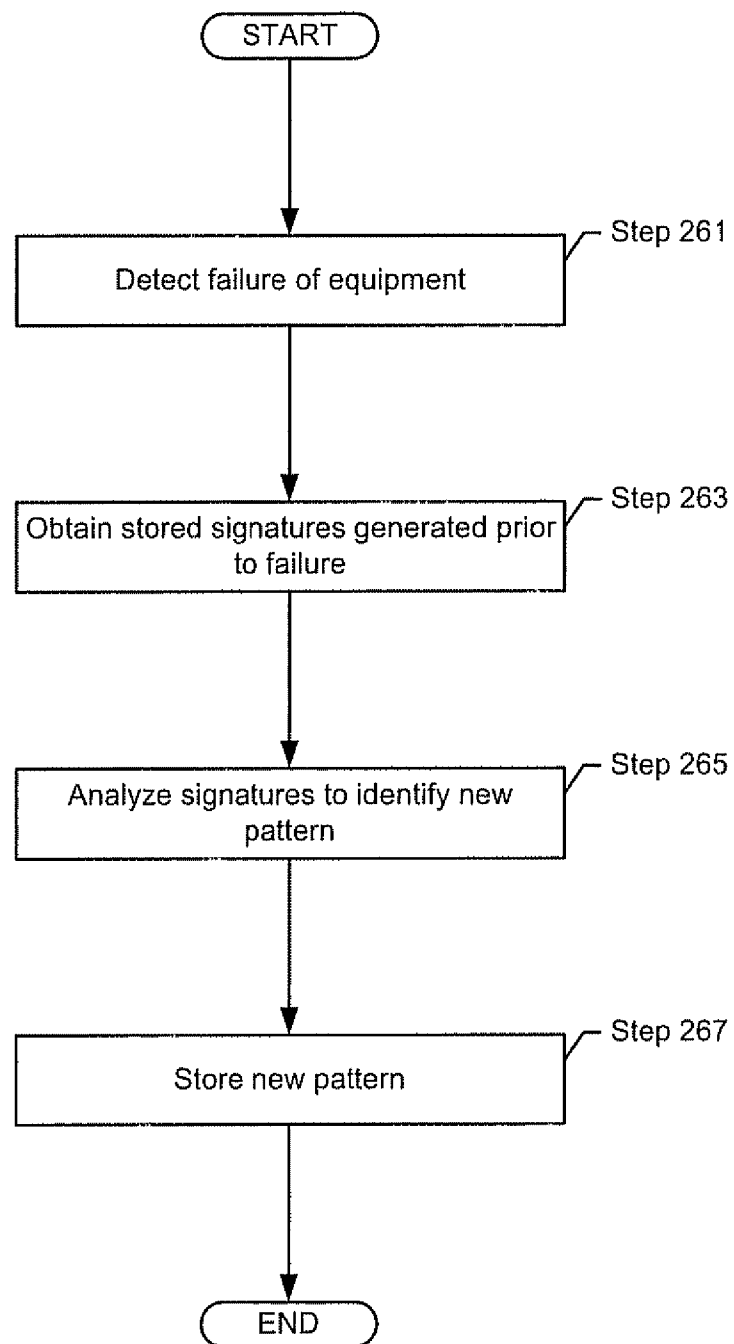 START
Step 261
Detect failure of equipment
Step 263
Obtain stored signatures generated prior
to failure
Step 265
Analyze signatures to identify new
pattern
Step 267
Store new pattern
END